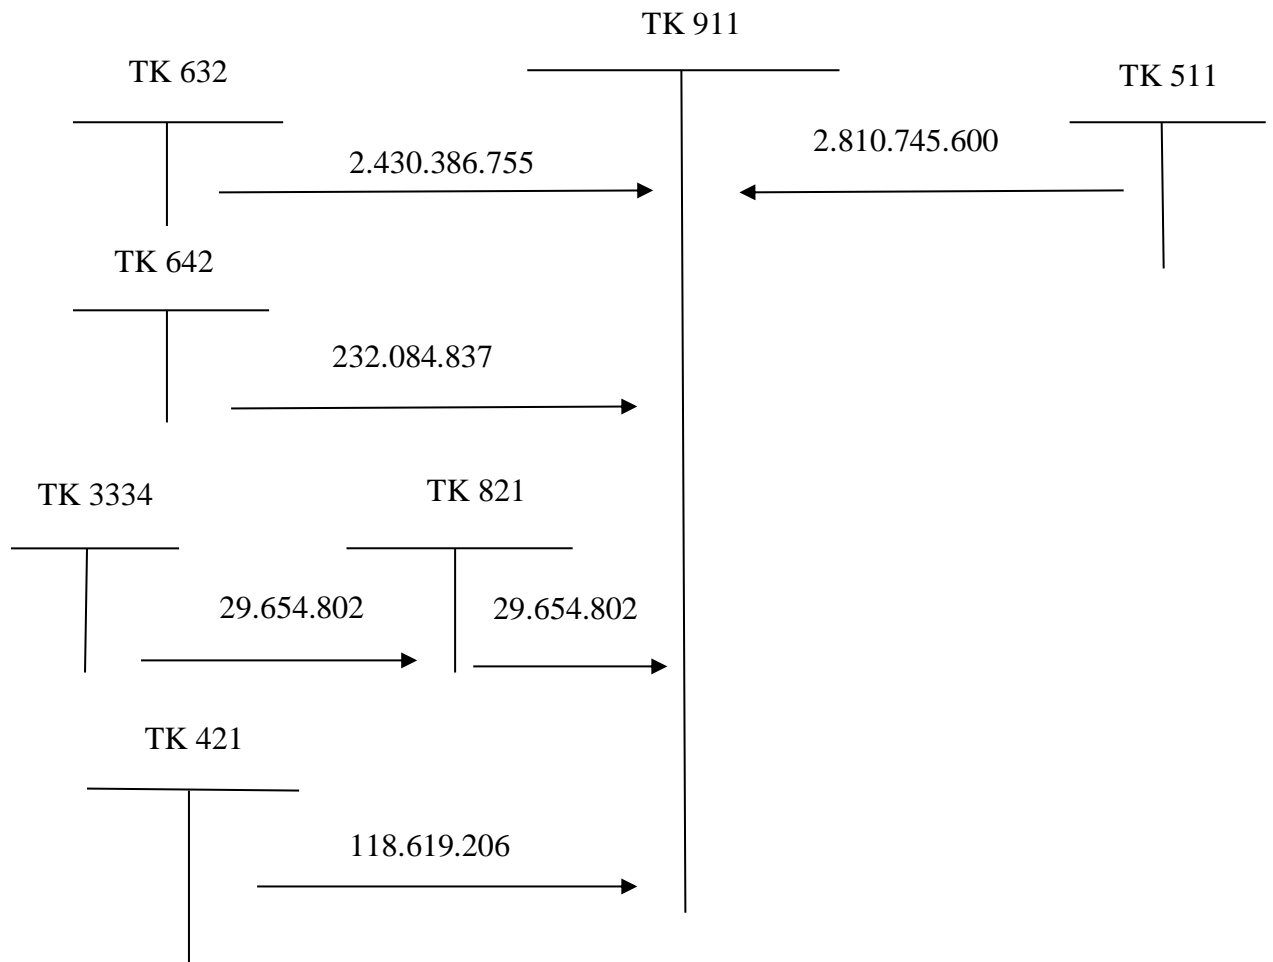 TK 911
TK 632
TK 511
2.430.386.755
2.810.745.600
TK 642
232.084.837
TK 3334
TK 821
29.654.802
29.654.802
TK 421
118.619.206